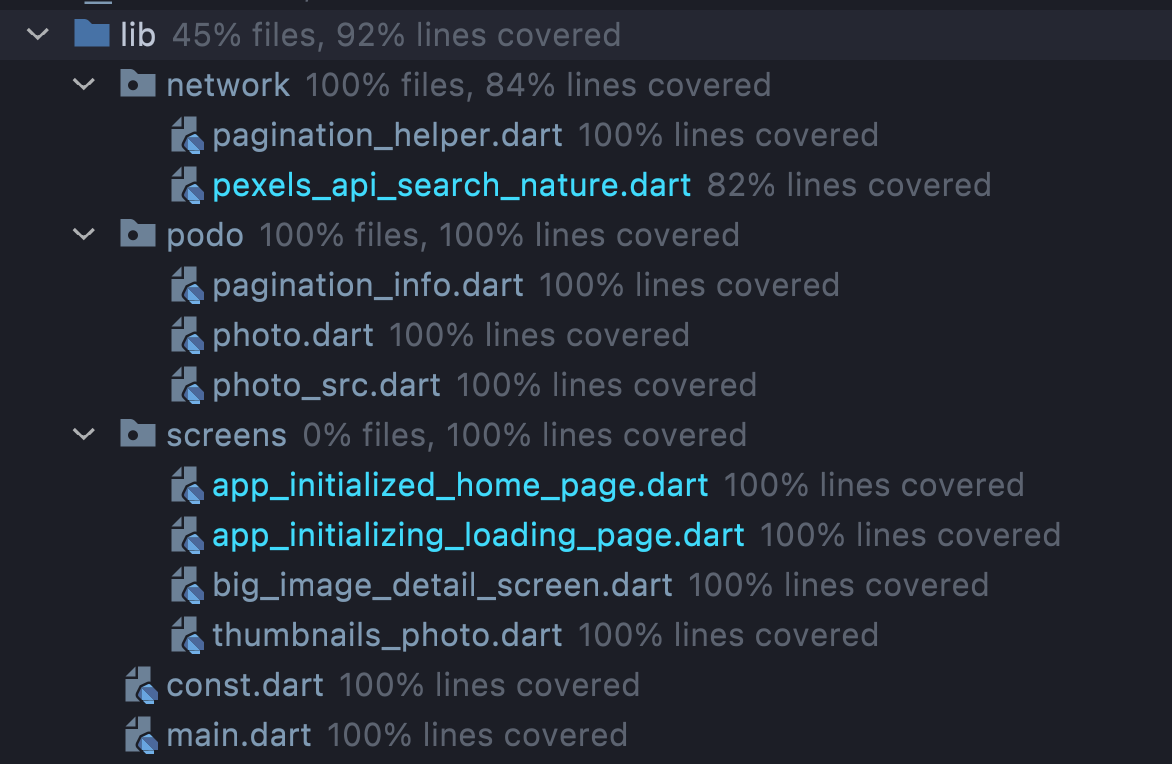 lib 45% files, 92% lines covered
network 100% files, 84% lines covered
pagination_helper.dart 100% lines covered
pexels_api_search_nature.dart 82% lines covered
podo 100% files, 100% lines covered
pagination_info.dart 100% lines covered
photo.dart 100% lines covered
photo_src.dart 100% lines covered
screens 0% files, 100% lines covered
app_initialized_home_page.dart 100% lines covered
app_initializing_loading_page.dart 100% lines covered
big_image_detail_screen.dart 100% lines covered
thumbnails_photo.dart 100% lines covered
const.dart 100% lines covered
main.dart 100% lines covered